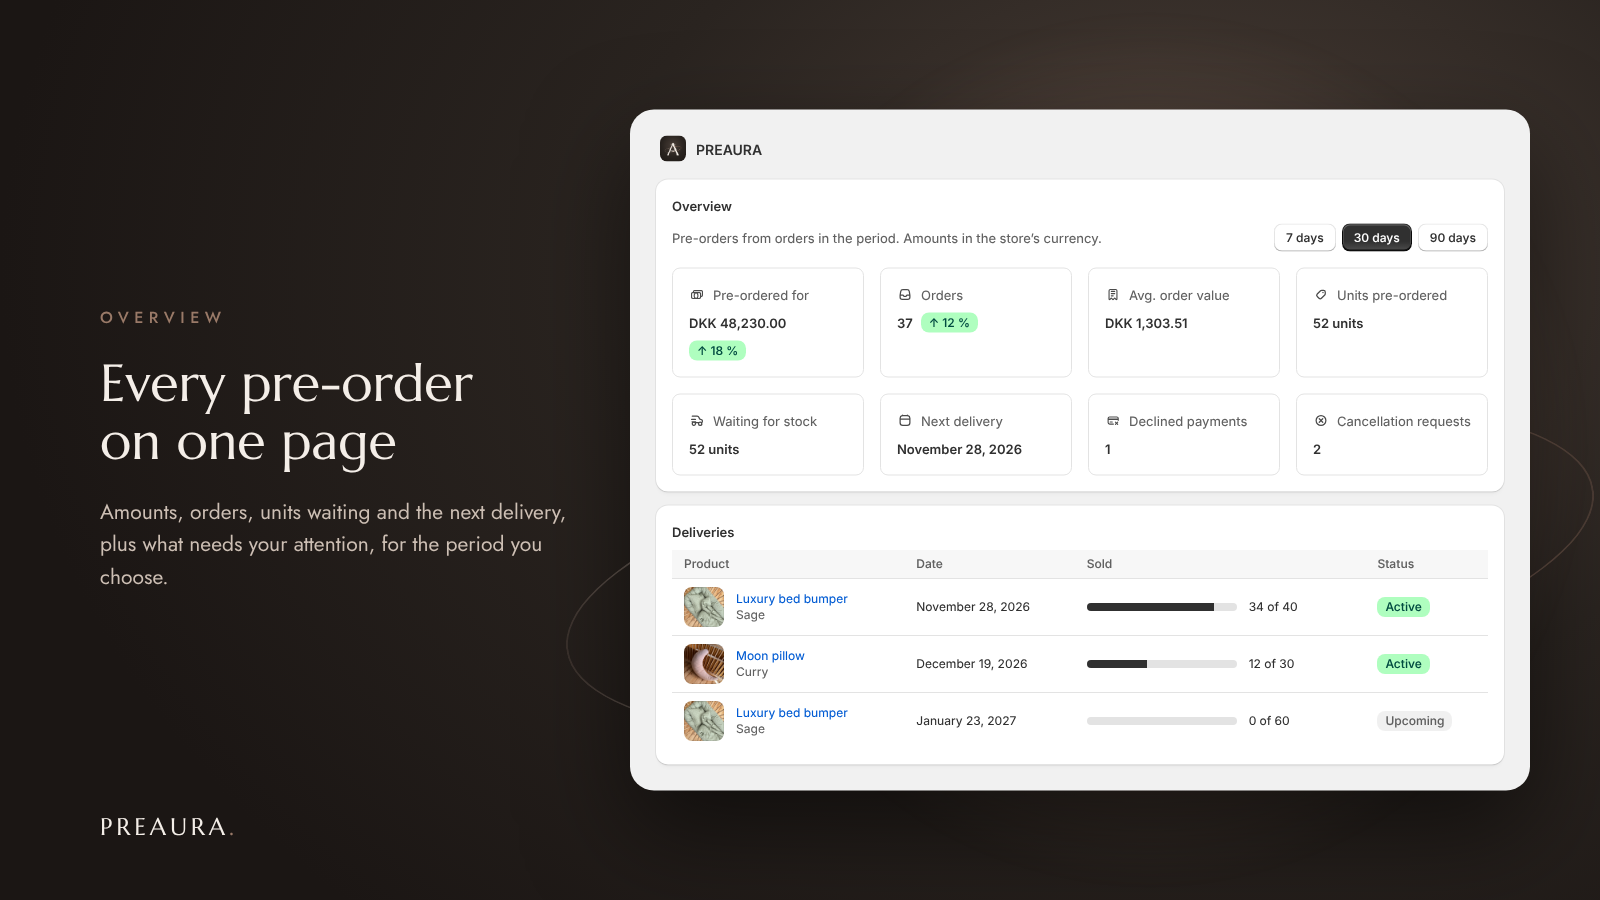 OVERVIEW
Every pre-order
on one page
Amounts, orders, units waiting and the next delivery,
plus what needs your attention, for the period you
choose.
PREAURA.
PREAURA
Overview
Pre-orders from orders in the period. Amounts in the store's currency.
7 days 30 days 90 days
Pre-ordered for
DKK 48,230.00
↑ 18 %
Orders
37 ↑ 12 %
Avg. order value
DKK 1,303.51
Units pre-ordered
52 units
Waiting for stock
52 units
Next delivery
November 28, 2026
Declined payments
1
Cancellation requests
2
Deliveries
Product Date Sold Status
Luxury bed bumper
Sage
November 28, 2026 34 of 40 Active
Moon pillow
Curry
December 19, 2026 12 of 30 Active
Luxury bed bumper
Sage
January 23, 2027 0 of 60 Upcoming